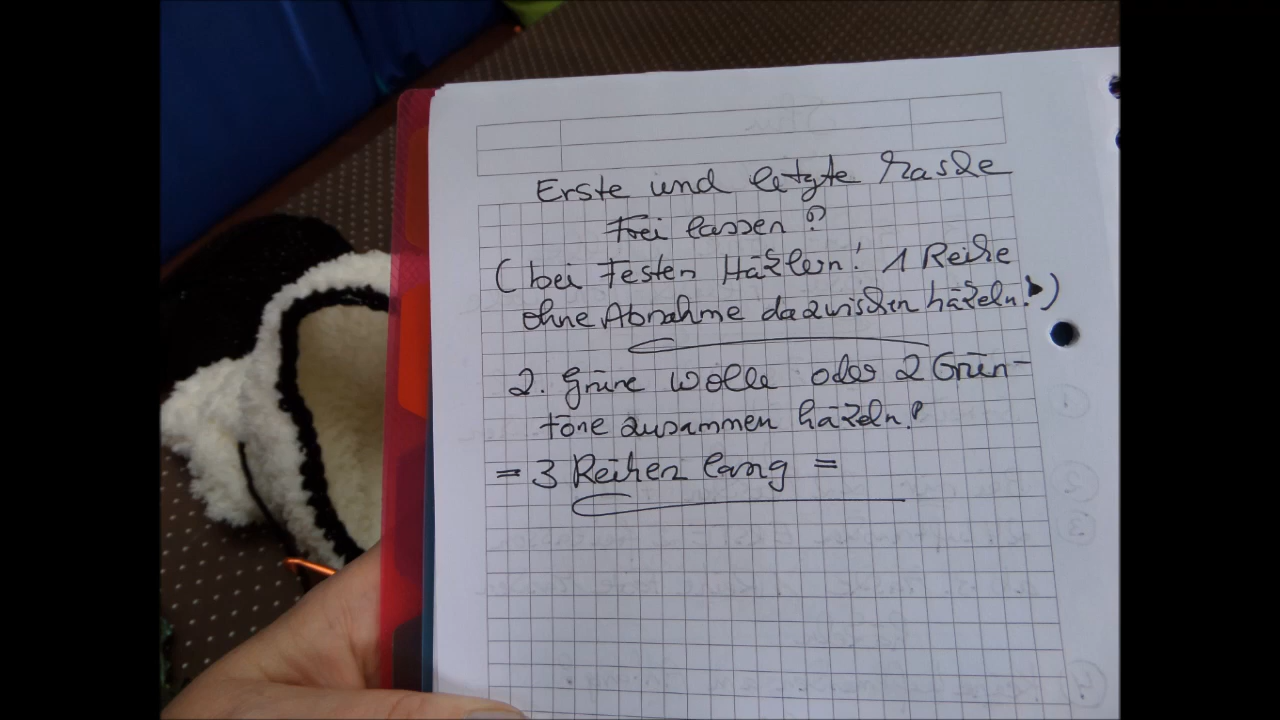 Erste und letzte Masche
frei lassen?
(bei festen Häkeln! 1 Reihe
ohne Abnahme dazwischen häkeln!)
2. Grüne Wolle oder 2 Grün-
töne zusammen häkeln?
= 3 Reihen lang =